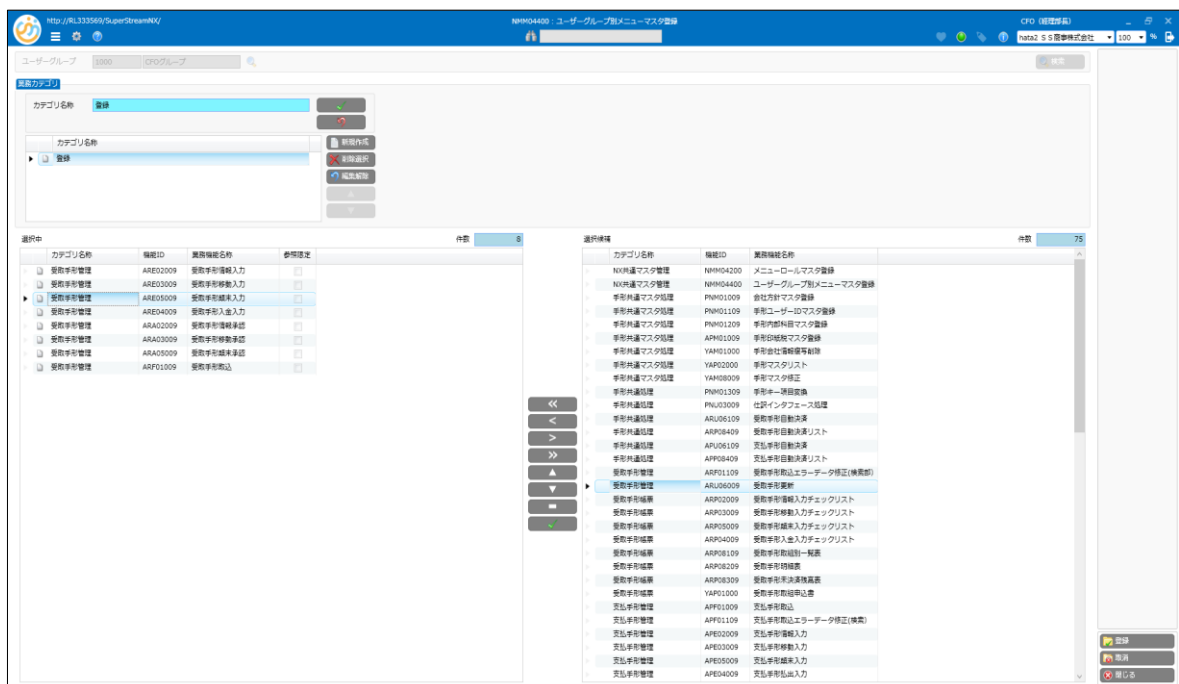 http://RL333569/SuperStreamNX/
NMM04400：ユーザーグループ別メニューマスタ登録
CFO（経理部長）
hata2 ＳＳ商事株式会社
100
%
ユーザーグループ 1000 CFOグループ
検索
業務カテゴリ
カテゴリ名称 登録
カテゴリ名称
登録
新規作成
削除選択
編集解除
選択中 件数 8
カテゴリ名称 機能ID 業務機能名称 参照限定
受取手形管理 ARE02009 受取手形情報入力
受取手形管理 ARE03009 受取手形移動入力
受取手形管理 ARE05009 受取手形顛末入力
受取手形管理 ARE04009 受取手形入金入力
受取手形管理 ARA02009 受取手形情報承認
受取手形管理 ARA03009 受取手形移動承認
受取手形管理 ARA05009 受取手形顛末承認
受取手形管理 ARF01009 受取手形取込
選択候補 件数 75
カテゴリ名称 機能ID 業務機能名称
NX共通マスタ管理 NMM04200 メニューロールマスタ登録
NX共通マスタ管理 NMM04400 ユーザーグループ別メニューマスタ登録
手形共通マスタ処理 PNM01009 会社方針マスタ登録
手形共通マスタ処理 PNM01109 手形ユーザーIDマスタ登録
手形共通マスタ処理 PNM01209 手形内部科目マスタ登録
手形共通マスタ処理 APM01009 手形印紙税マスタ登録
手形共通マスタ処理 YAM01000 手形会社情報複写削除
手形共通マスタ処理 YAP02000 手形マスタリスト
手形共通マスタ処理 YAM08009 手形マスタ修正
手形共通処理 PNM01309 手形キー項目変換
手形共通処理 PNU03009 仕訳インタフェース処理
手形共通処理 ARU06109 受取手形自動決済
手形共通処理 ARP08409 受取手形自動決済リスト
手形共通処理 APU06109 支払手形自動決済
手形共通処理 APP08409 支払手形自動決済リスト
受取手形管理 ARF01109 受取手形取込エラーデータ修正(検索部)
受取手形管理 ARU06009 受取手形更新
受取手形帳票 ARP02009 受取手形情報入力チェックリスト
受取手形帳票 ARP03009 受取手形移動入力チェックリスト
受取手形帳票 ARP05009 受取手形顛末入力チェックリスト
受取手形帳票 ARP04009 受取手形入金入力チェックリスト
受取手形帳票 ARP08109 受取手形取組別一覧表
受取手形帳票 ARP08209 受取手形明細表
受取手形帳票 ARP08309 受取手形未決済残高表
受取手形帳票 YAP01000 受取手形取組申込書
支払手形管理 APF01009 支払手形取込
支払手形管理 APF01109 支払手形取込エラーデータ修正(検索)
支払手形管理 APE02009 支払手形情報入力
支払手形管理 APE03009 支払手形移動入力
支払手形管理 APE05009 支払手形顛末入力
支払手形管理 APE04009 支払手形払出入力
登録
取消
閉じる